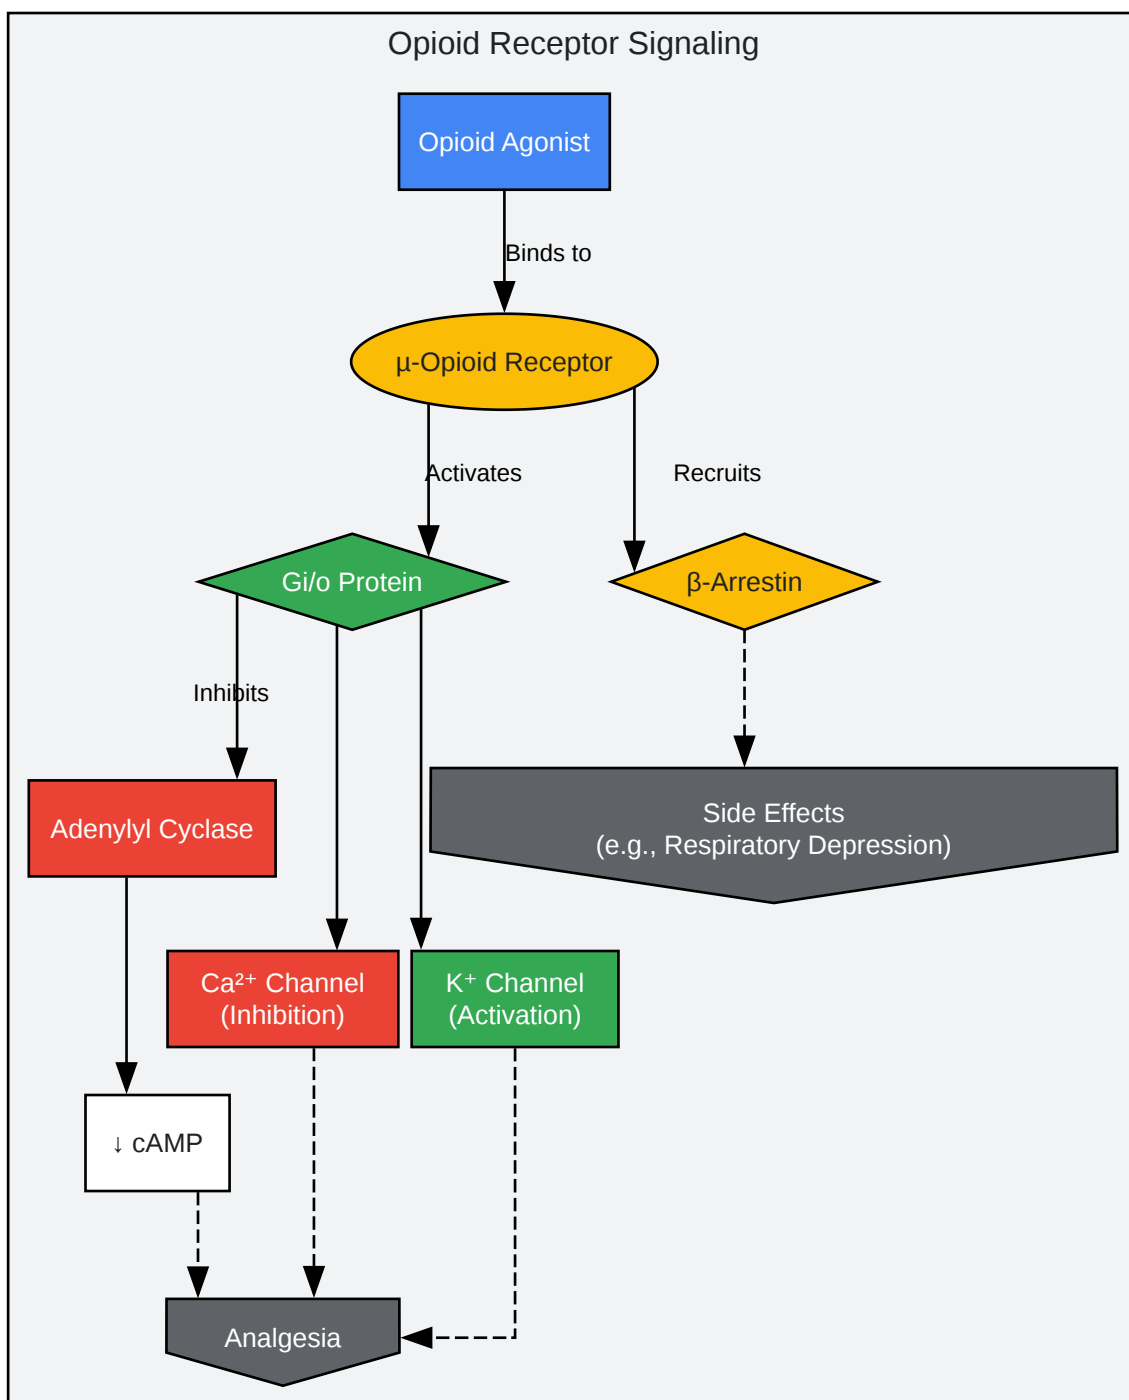 Opioid Receptor Signaling
Opioid Agonist
Binds to
µ-Opioid Receptor
Activates
Recruits
Gi/o Protein
β-Arrestin
Inhibits
Adenylyl Cyclase
Side Effects
(e.g., Respiratory Depression)
Ca²⁺ Channel
(Inhibition)
K⁺ Channel
(Activation)
↓ cAMP
Analgesia